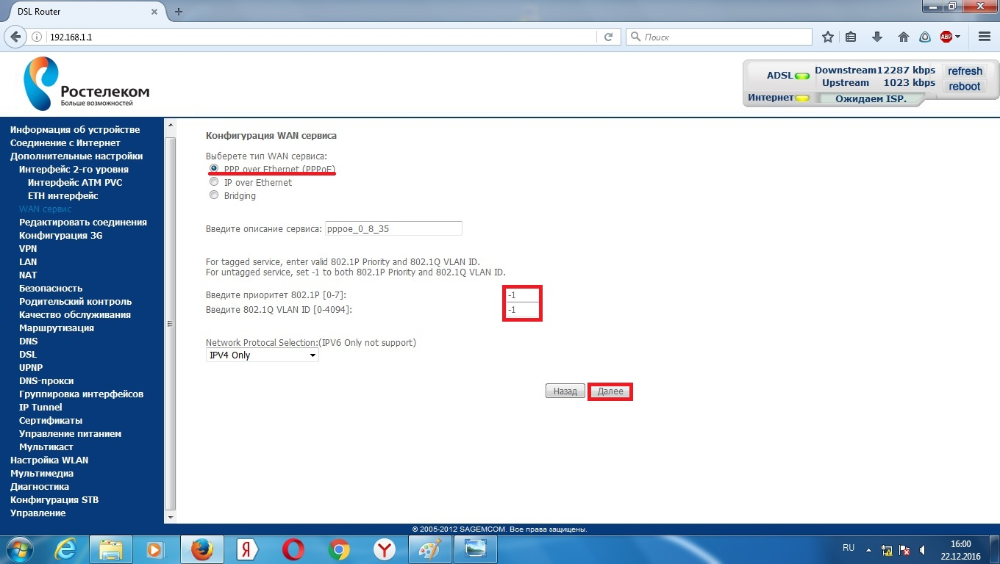 DSL Router
192.168.1.1
Поиск
ABP
Ростелеком
Больше возможностей
ADSL
Downstream 12287 kbps
Upstream 1023 kbps
Интернет
Ожидаем ISP.
refresh
reboot
Информация об устройстве
Соединение с Интернет
Дополнительные настройки
Интерфейс 2-го уровня
Интерфейс ATM PVC
ETH интерфейс
WAN сервис
Редактировать соединения
Конфигурация 3G
VPN
LAN
NAT
Безопасность
Родительский контроль
Качество обслуживания
Маршрутизация
DNS
DSL
UPNP
DNS-прокси
Группировка интерфейсов
IP Tunnel
Сертификаты
Управление питанием
Мультикаст
Настройка WLAN
Мультимедиа
Диагностика
Конфигурация STB
Управление
Конфигурация WAN сервиса
Выберете тип WAN сервиса:
PPP over Ethernet (PPPoE)
IP over Ethernet
Bridging
Введите описание сервиса: pppoe_0_8_35
For tagged service, enter valid 802.1P Priority and 802.1Q VLAN ID.
For untagged service, set -1 to both 802.1P Priority and 802.1Q VLAN ID.
Введите приоритет 802.1P [0-7]: -1
Введите 802.1Q VLAN ID [0-4094]: -1
Network Protocal Selection:(IPV6 Only not support)
IPV4 Only
Назад Далее
© 2005-2012 SAGEMCOM. Все права защищены.
RU
16:00
22.12.2016